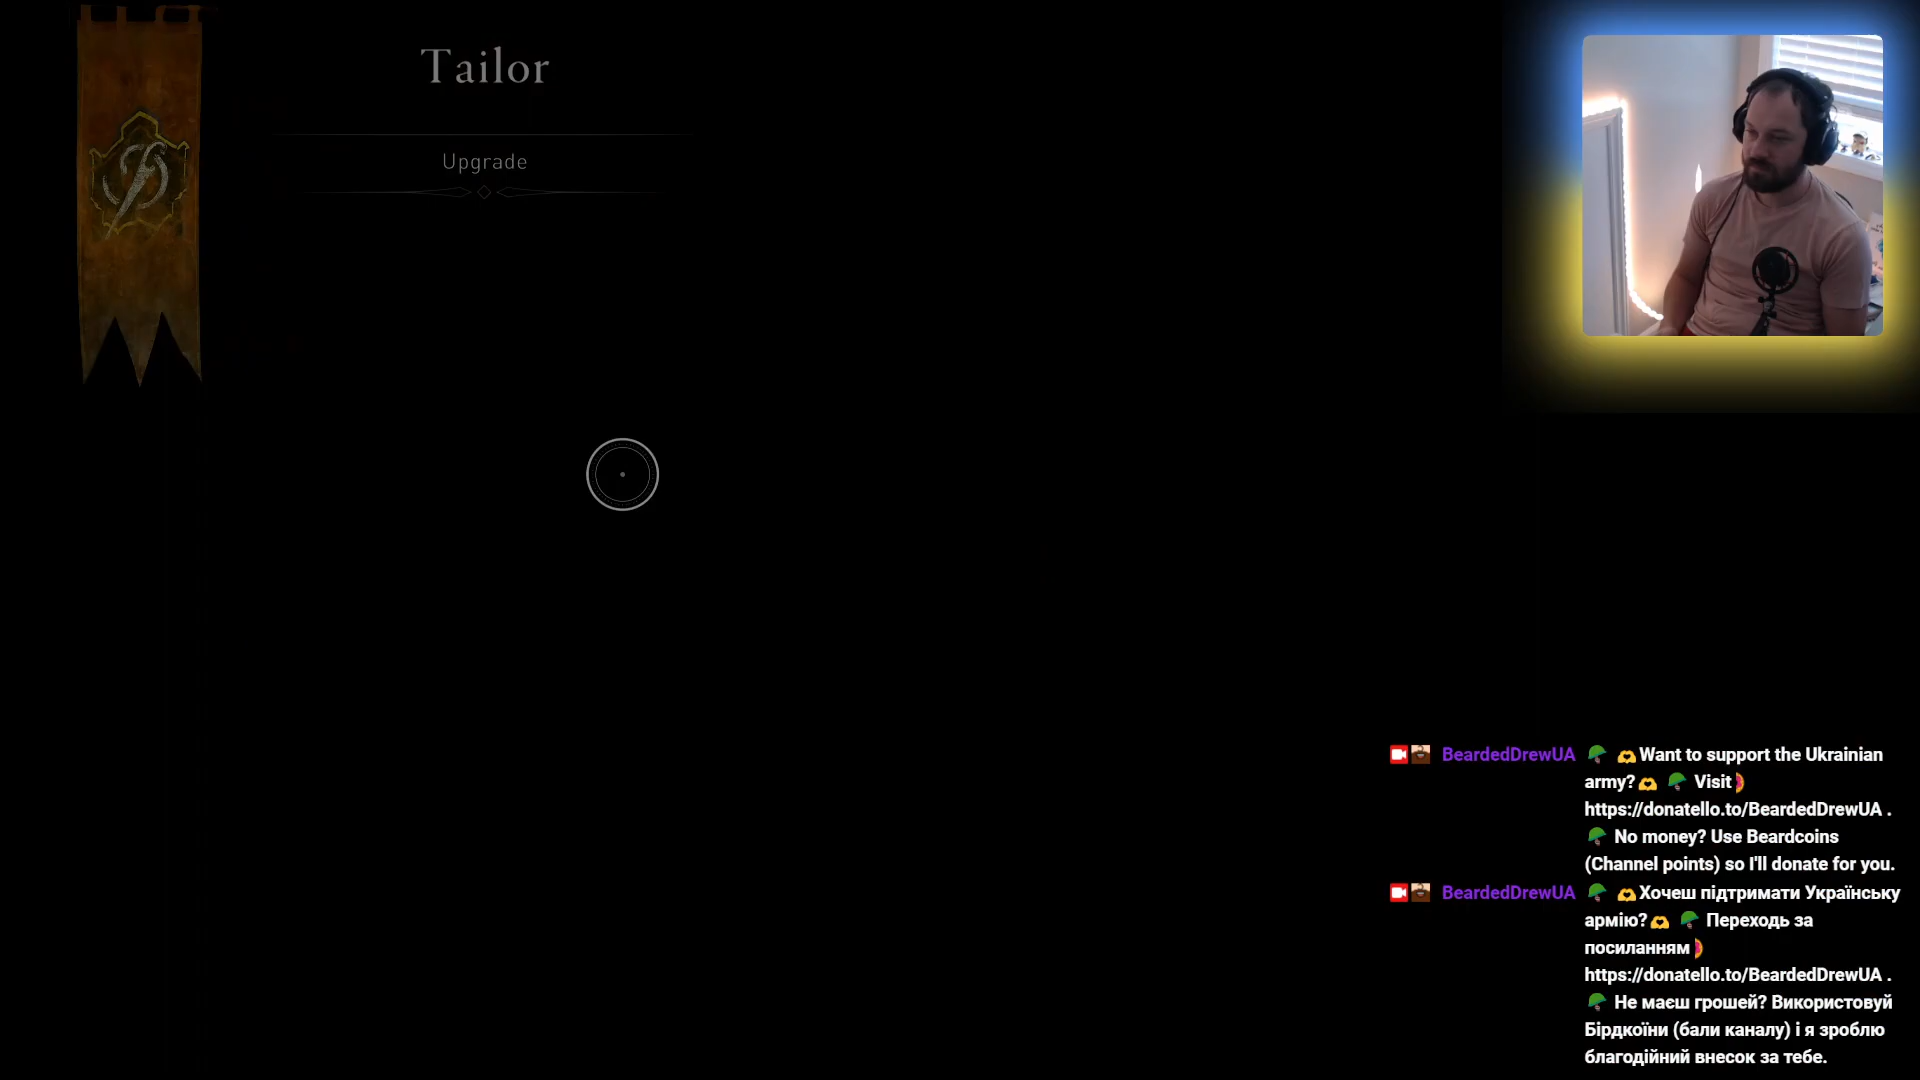 Tailor
Upgrade
BeardedDrewUA Want to support the Ukrainian
army? Visit
https://donatello.to/BeardedDrewUA .
No money? Use Beardcoins
(Channel points) so I'll donate for you.
BeardedDrewUA Хочеш підтримати Українську
армію? Переходь за
посиланням
https://donatello.to/BeardedDrewUA .
Не маєш грошей? Використовуй
Бірдкоїни (бали каналу) і я зроблю
благодійний внесок за тебе.